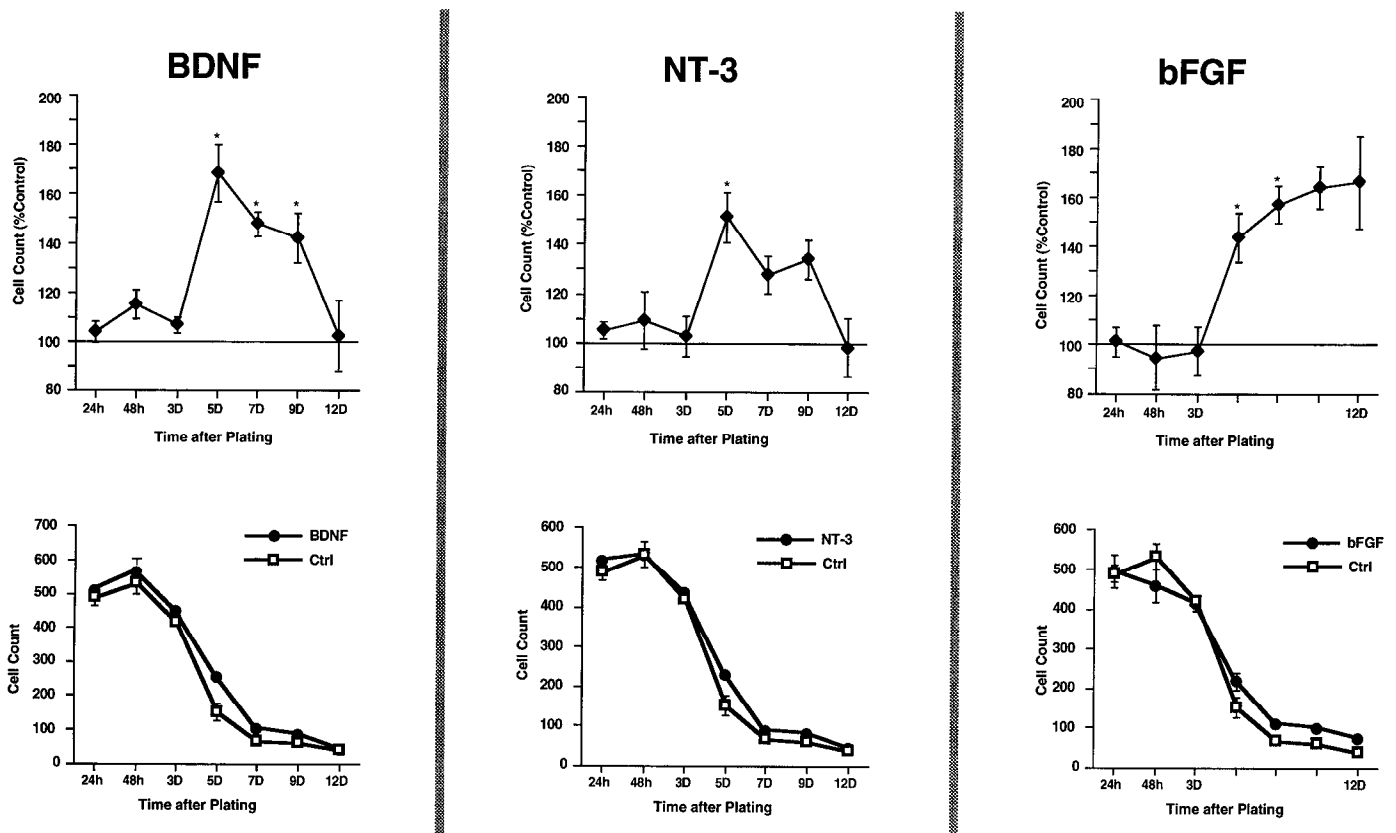 BDNF
NT-3
bFGF
200
180
160
140
120
100
80
Cell Count (%Control)
*
*
*
24h 48h 3D 5D 7D 9D 12D
Time after Plating
200
180
160
140
120
100
80
Cell Count (%Control)
*
24h 48h 3D 5D 7D 9D 12D
Time after Plating
200
180
160
140
120
100
80
Cell Count (%Control)
*
*
24h 48h 3D 12D
Time after Plating
700
600
500
400
300
200
100
0
Cell Count
BDNF
Ctrl
24h 48h 3D 5D 7D 9D 12D
Time after Plating
600
500
400
300
200
100
0
Cell Count
NT-3
Ctrl
24h 48h 3D 5D 7D 9D 12D
Time after Plating
600
500
400
300
200
100
0
Cell Count
bFGF
Ctrl
24h 48h 3D 12D
Time after Plating